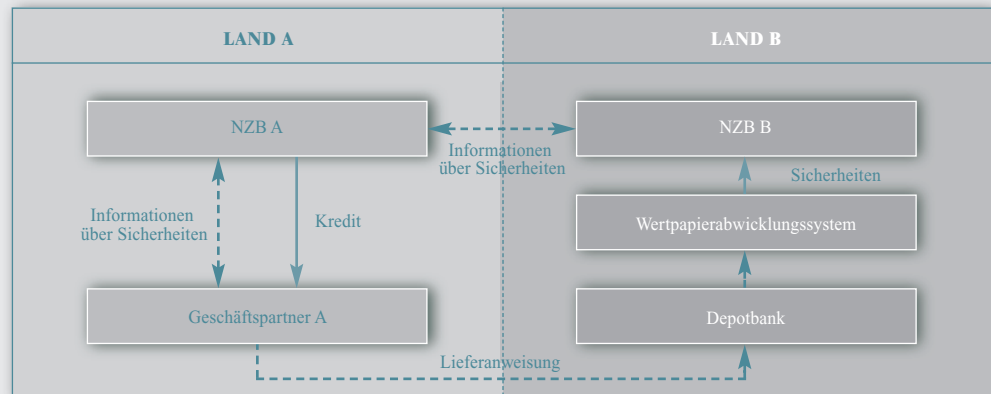 LAND A
LAND B
NZB A
NZB B
Informationen
über Sicherheiten
Sicherheiten
Informationen
über Sicherheiten
Kredit
Wertpapierabwicklungssystem
Geschäftspartner A
Depotbank
Lieferanweisung